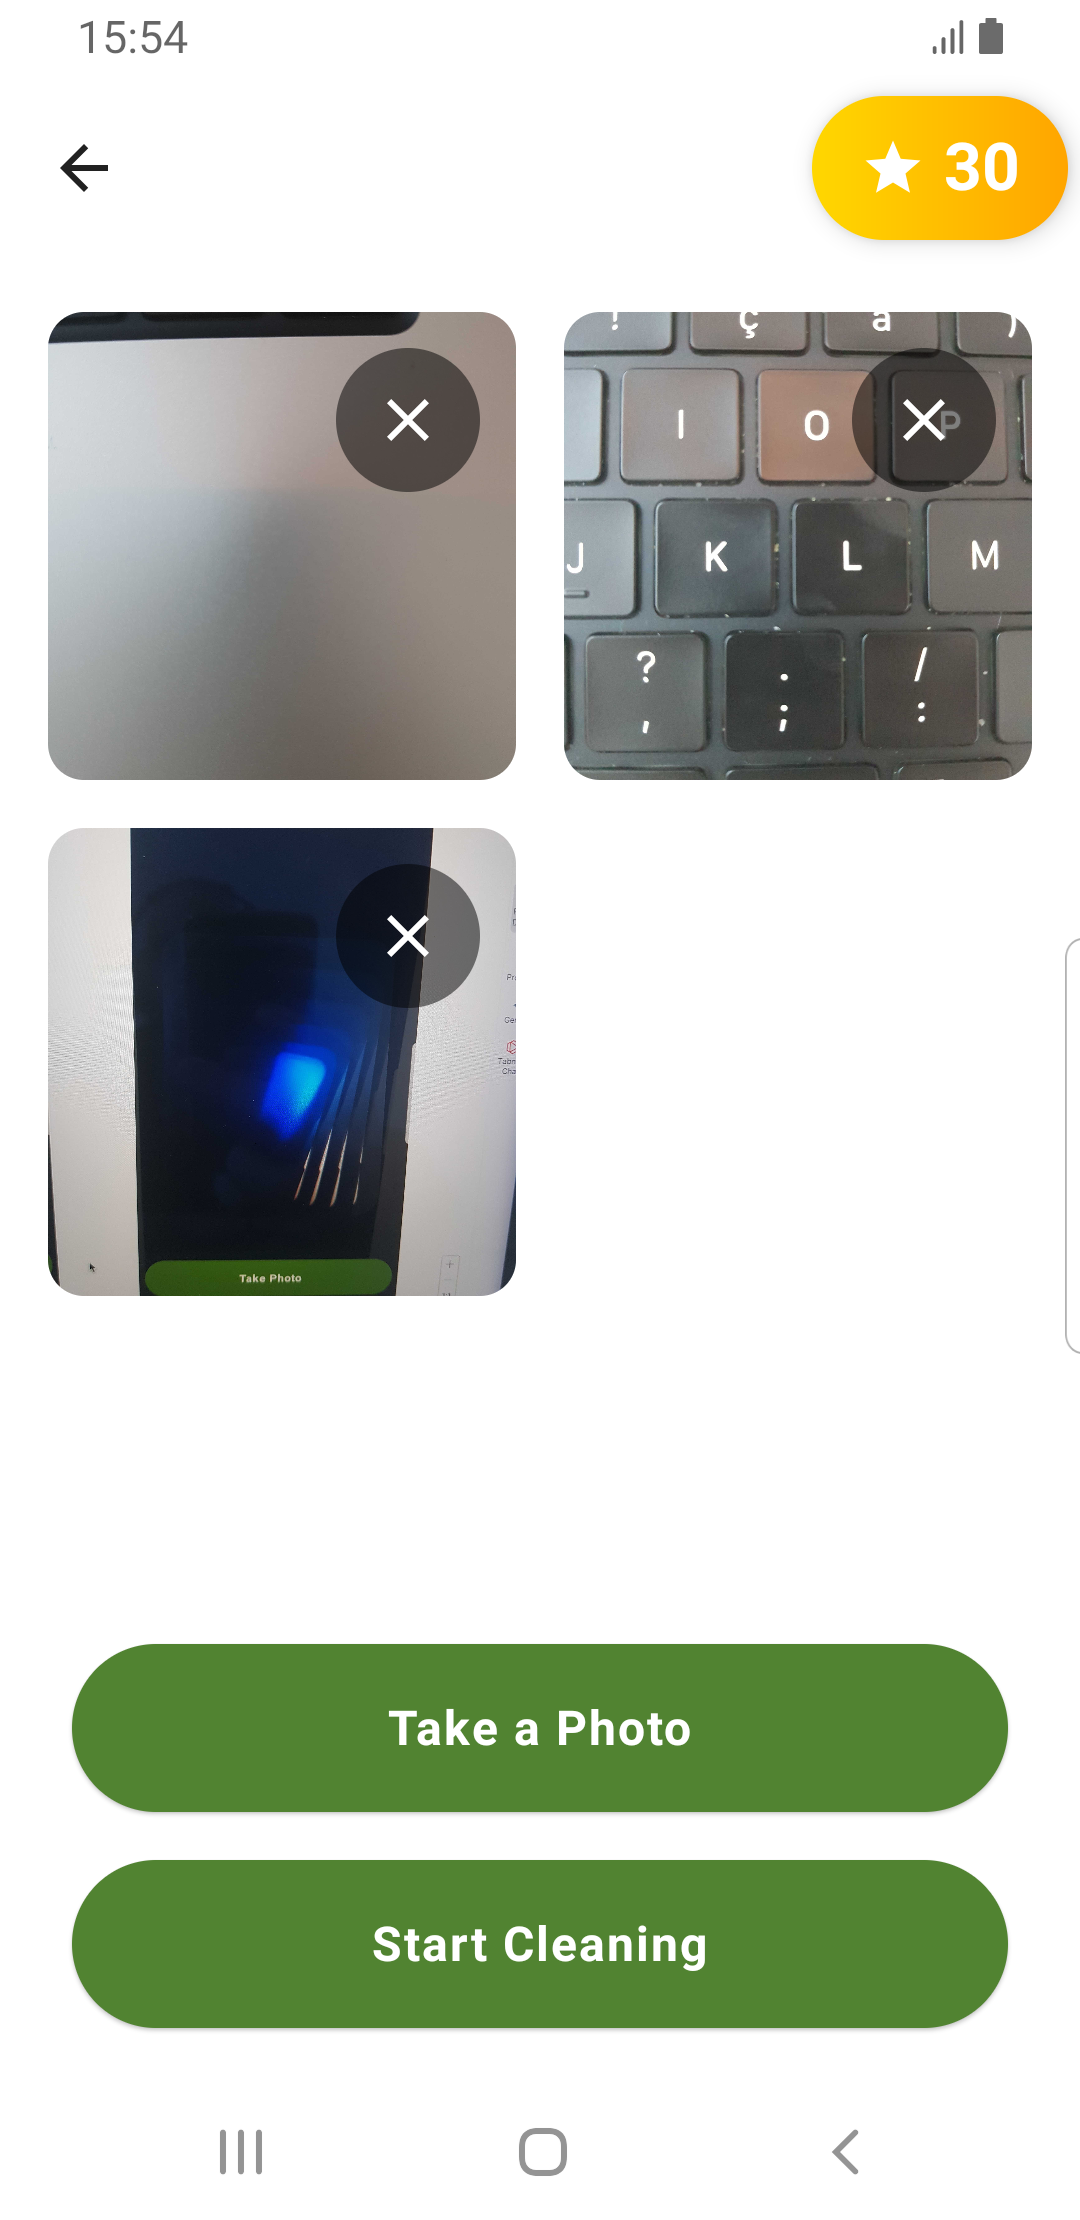 15:54
30
! ç à )
I O P
J K L M
? . /
, ; :
Take Photo
Take a Photo
Start Cleaning